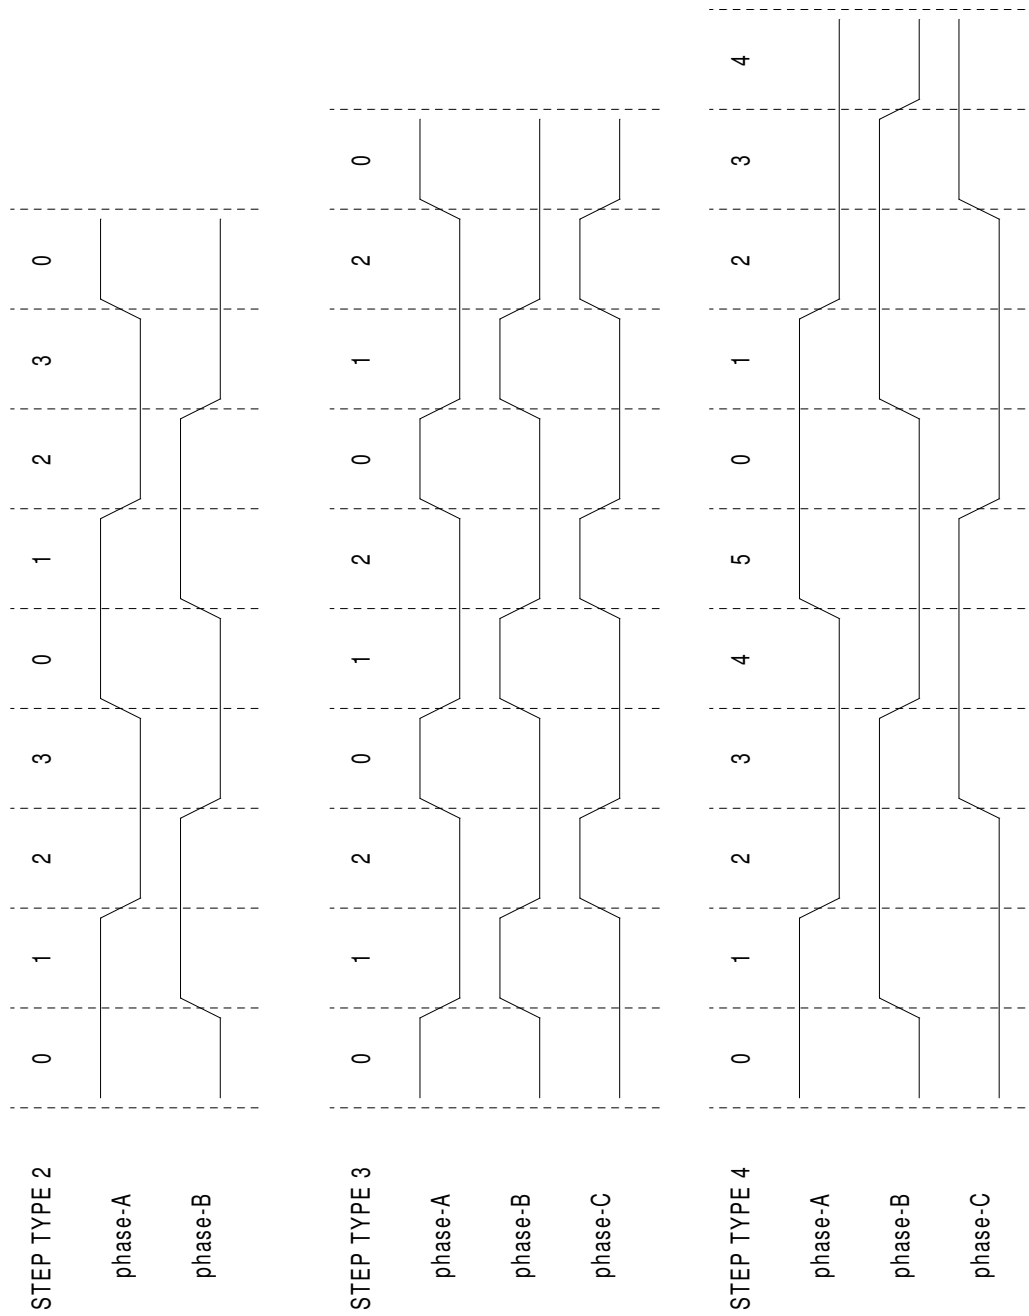 STEP TYPE 2 0 1 2 3 0 1 2 3 0
phase-A
phase-B
STEP TYPE 3 0 1 2 0 1 2 0 1 2 0
phase-A
phase-B
phase-C
STEP TYPE 4 0 1 2 3 4 5 0 1 2 3 4
phase-A
phase-B
phase-C